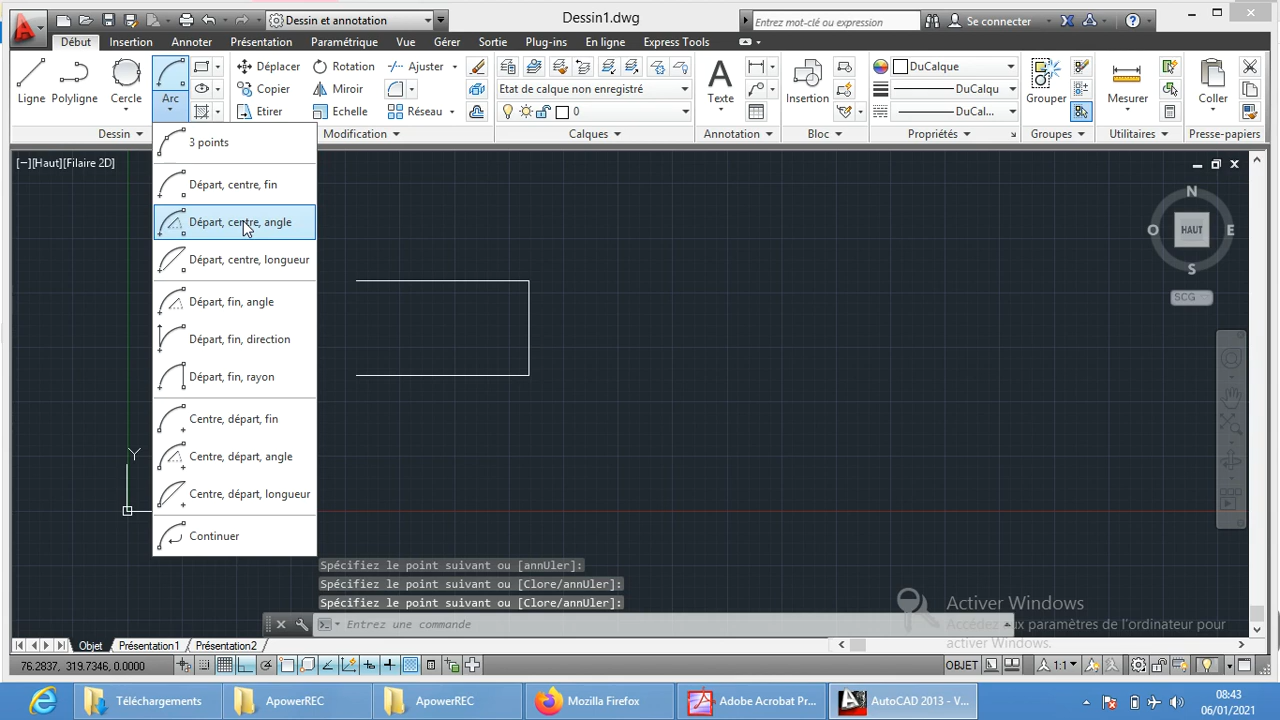 Dessin et annotation
Dessin1.dwg
Entrez mot-clé ou expression
Se connecter
Début
Insertion
Annoter
Présentation
Paramétrique
Vue
Gérer
Sortie
Plug-ins
En ligne
Express Tools
Ligne
Polyligne
Cercle
Arc
Déplacer
Rotation
Ajuster
Copier
Miroir
Etirer
Echelle
Réseau
Etat de calque non enregistré
0
Texte
Insertion
DuCalque
DuCalqu
DuCal...
Grouper
Mesurer
Coller
Dessin
Modification
Calques
Annotation
Bloc
Propriétés
Groupes
Utilitaires
Presse-papiers
3 points
Départ, centre, fin
Départ, centre, angle
Départ, centre, longueur
Départ, fin, angle
Départ, fin, direction
Départ, fin, rayon
Centre, départ, fin
Centre, départ, angle
Centre, départ, longueur
Continuer
[−][Haut][Filaire 2D]
N
O
HAUT
E
S
SCG
Y
Spécifiez le point suivant ou [annUler]:
Spécifiez le point suivant ou [Clore/annUler]:
Spécifiez le point suivant ou [Clore/annUler]:
Entrez une commande
Activer Windows
Accédez aux paramètres de l'ordinateur pour
activer Windows.
Objet
Présentation1
Présentation2
76.2837, 319.7346, 0.0000
OBJET
1:1
Téléchargements
ApowerREC
ApowerREC
Mozilla Firefox
Adobe Acrobat Pr...
AutoCAD 2013 - V...
08:43
06/01/2021